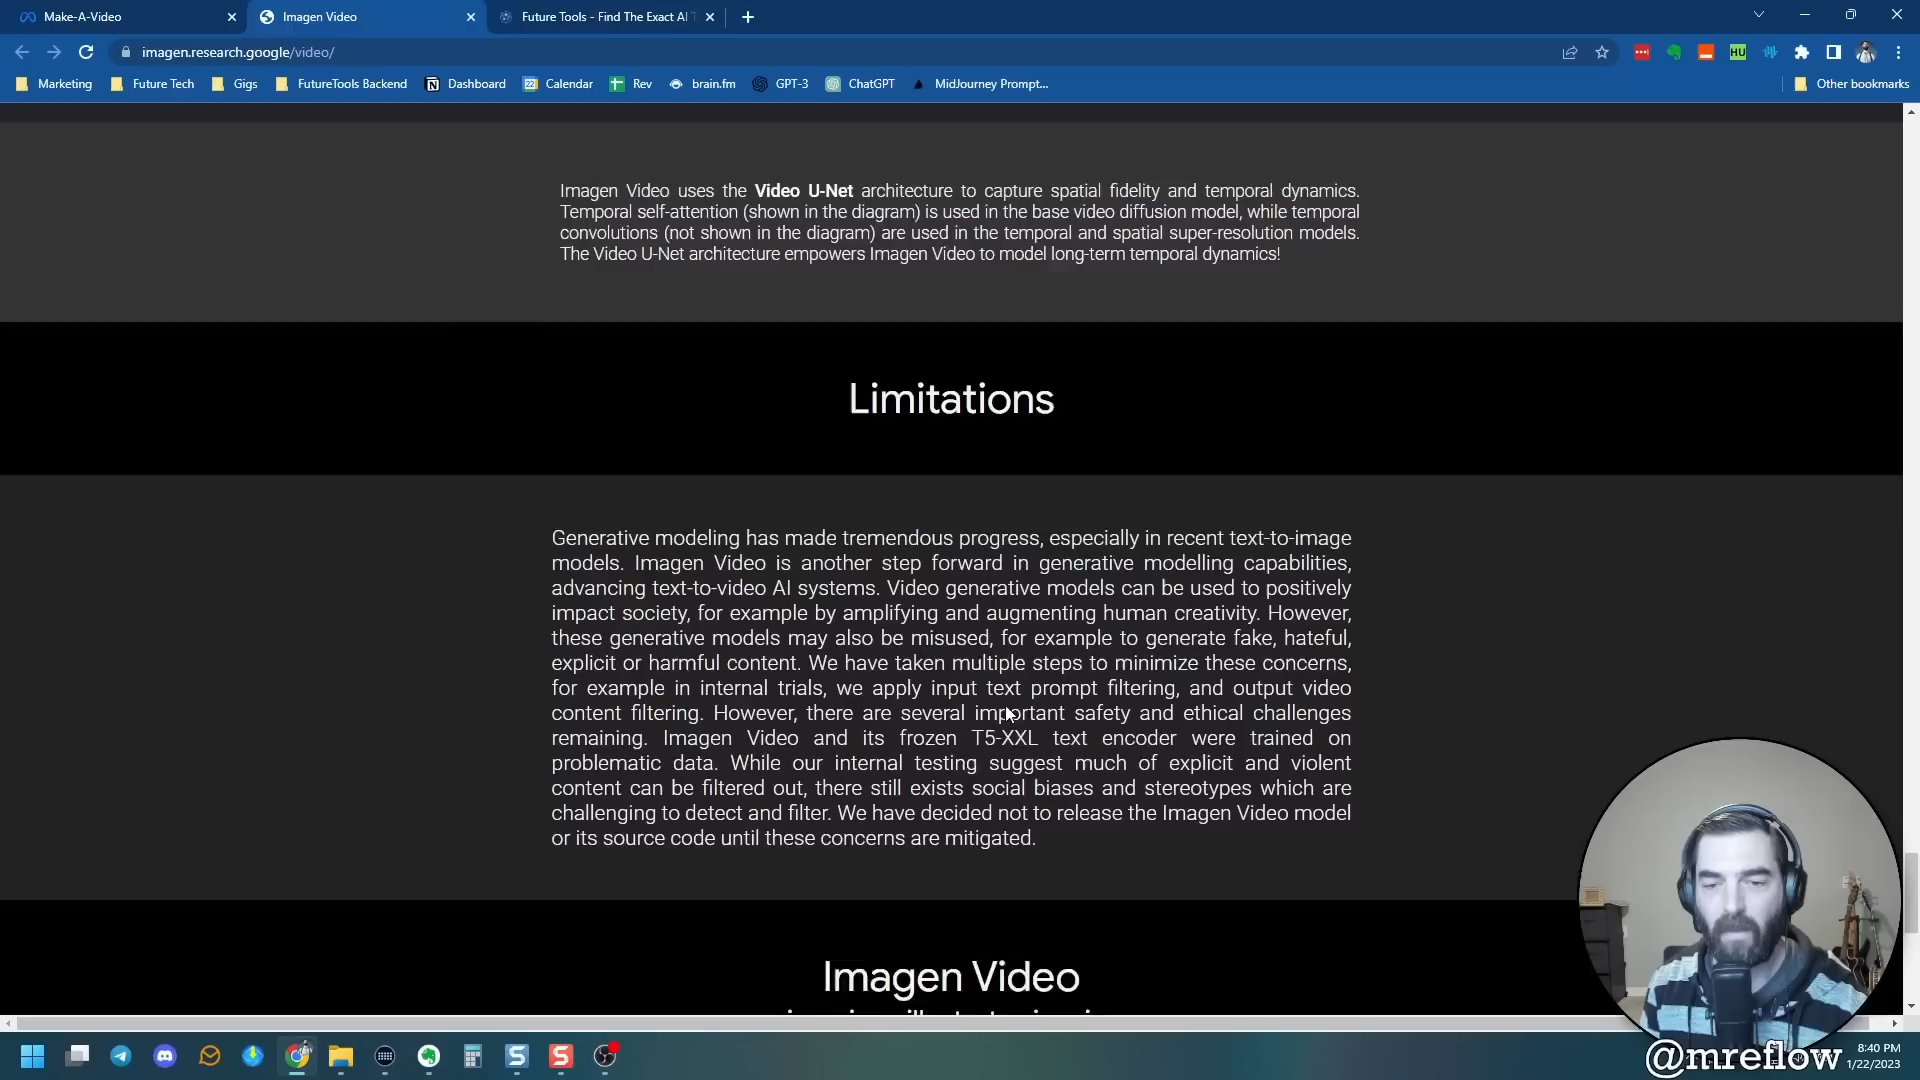 Make-A-Video
Imagen Video
Future Tools - Find The Exact AI T
imagen.research.google/video/
HU
Marketing
Future Tech
Gigs
FutureTools Backend
Dashboard
Calendar
Rev
brain.fm
GPT-3
ChatGPT
MidJourney Prompt...
Other bookmarks
Imagen Video uses the Video U-Net architecture to capture spatial fidelity and temporal dynamics.
Temporal self-attention (shown in the diagram) is used in the base video diffusion model, while temporal
convolutions (not shown in the diagram) are used in the temporal and spatial super-resolution models.
The Video U-Net architecture empowers Imagen Video to model long-term temporal dynamics!
Limitations
Generative modeling has made tremendous progress, especially in recent text-to-image
models. Imagen Video is another step forward in generative modelling capabilities,
advancing text-to-video AI systems. Video generative models can be used to positively
impact society, for example by amplifying and augmenting human creativity. However,
these generative models may also be misused, for example to generate fake, hateful,
explicit or harmful content. We have taken multiple steps to minimize these concerns,
for example in internal trials, we apply input text prompt filtering, and output video
content filtering. However, there are several important safety and ethical challenges
remaining. Imagen Video and its frozen T5-XXL text encoder were trained on
problematic data. While our internal testing suggest much of explicit and violent
content can be filtered out, there still exists social biases and stereotypes which are
challenging to detect and filter. We have decided not to release the Imagen Video model
or its source code until these concerns are mitigated.
Imagen Video
@mreflow
8:40 PM
1/22/2023